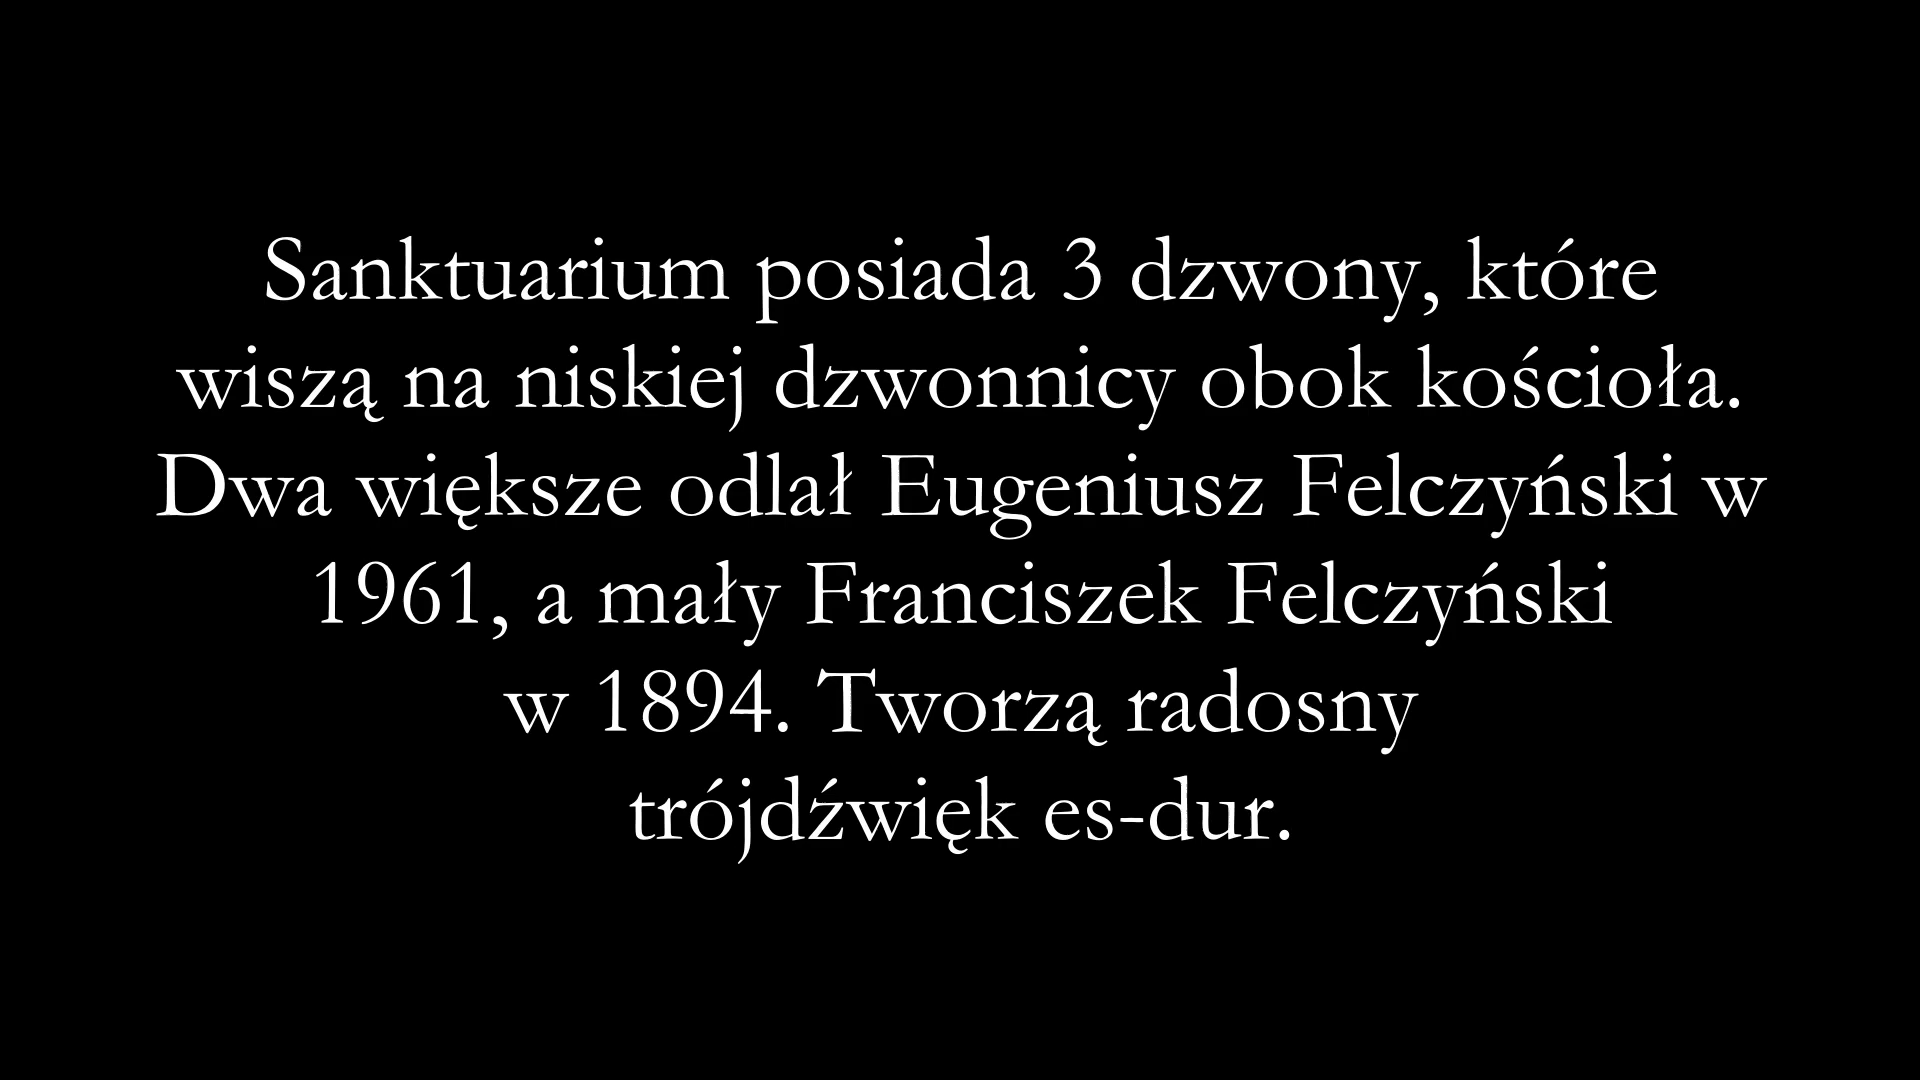 Sanktuarium posiada 3 dzwony, które
wiszą na niskiej dzwonnicy obok kościoła.
Dwa większe odlał Eugeniusz Felczyński w
1961, a mały Franciszek Felczyński
w 1894. Tworzą radosny
trójdźwięk es-dur.